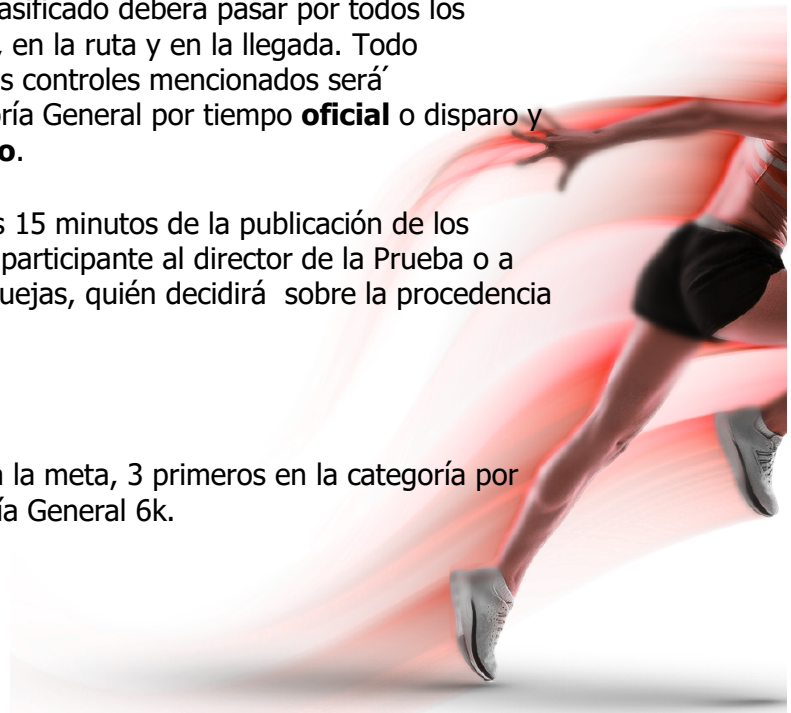 asificado deberá pasar por todos los
, en la ruta y en la llegada. Todo
s controles mencionados será´
ría General por tiempo oficial o disparo y
o.
s 15 minutos de la publicación de los
participante al director de la Prueba o a
uejas, quién decidirá  sobre la procedencia
la meta, 3 primeros en la categoría por
ía General 6k.